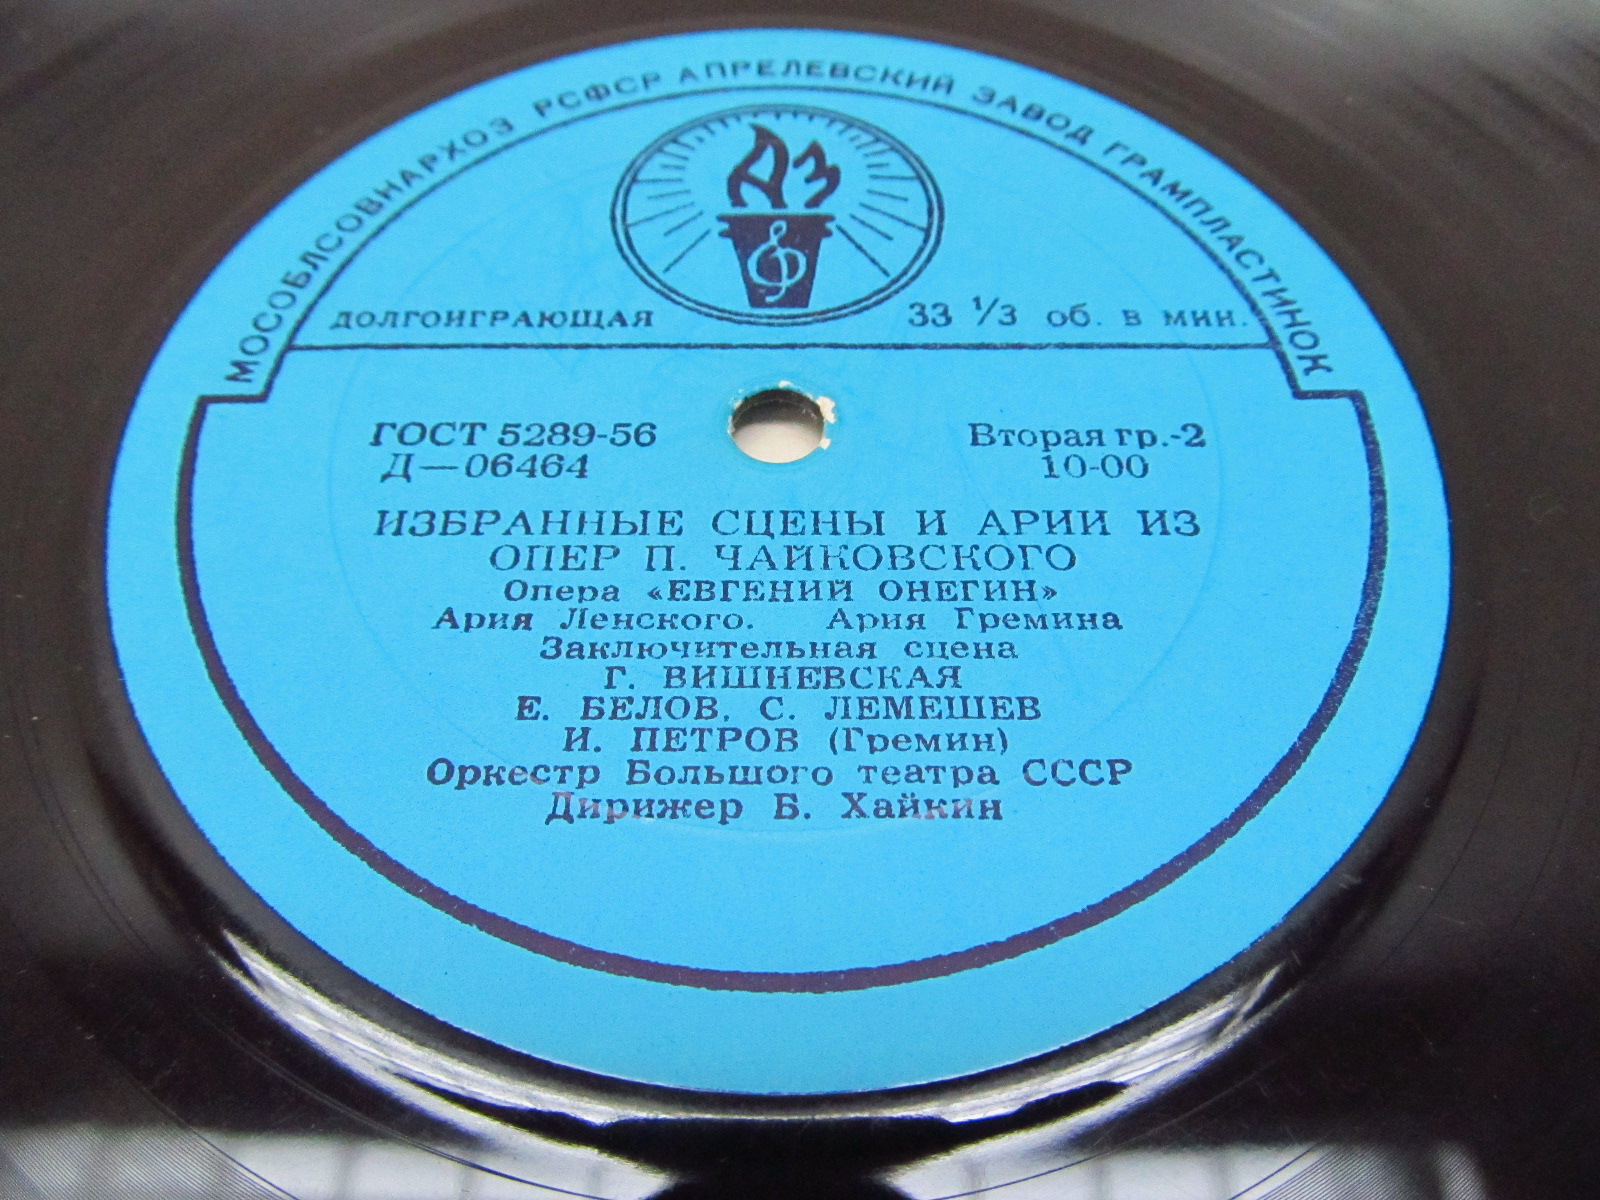 МОСОБЛСОВНАРХОЗ РСФСР АПРЕЛЕВСКИЙ ЗАВОД ГРАМПЛАСТИНОК
АЗ
ДОЛГОИГРАЮЩАЯ 33 1/3 об. в мин.
ГОСТ 5289-56 Вторая гр.-2
Д—06464 10-00
ИЗБРАННЫЕ СЦЕНЫ И АРИИ ИЗ
ОПЕР П. ЧАЙКОВСКОГО
Опера «ЕВГЕНИЙ ОНЕГИН»
Ария Ленского. Ария Гремина
Заключительная сцена
Г. ВИШНЕВСКАЯ
Е. БЕЛОВ, С. ЛЕМЕШЕВ
И. ПЕТРОВ (Гремин)
Оркестр Большого театра СССР
Дирижер Б. Хайкин